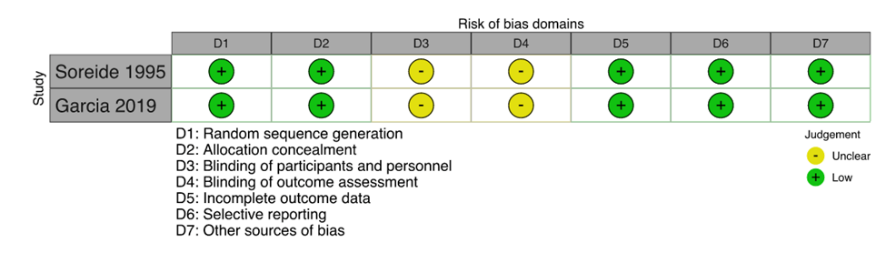 Risk of bias domains
D1 D2 D3 D4 D5 D6 D7
Study
Soreide 1995 + + - - + + +
Garcia 2019 + + - - + + +
D1: Random sequence generation
D2: Allocation concealment
D3: Blinding of participants and personnel
D4: Blinding of outcome assessment
D5: Incomplete outcome data
D6: Selective reporting
D7: Other sources of bias
Judgement
- Unclear
+ Low